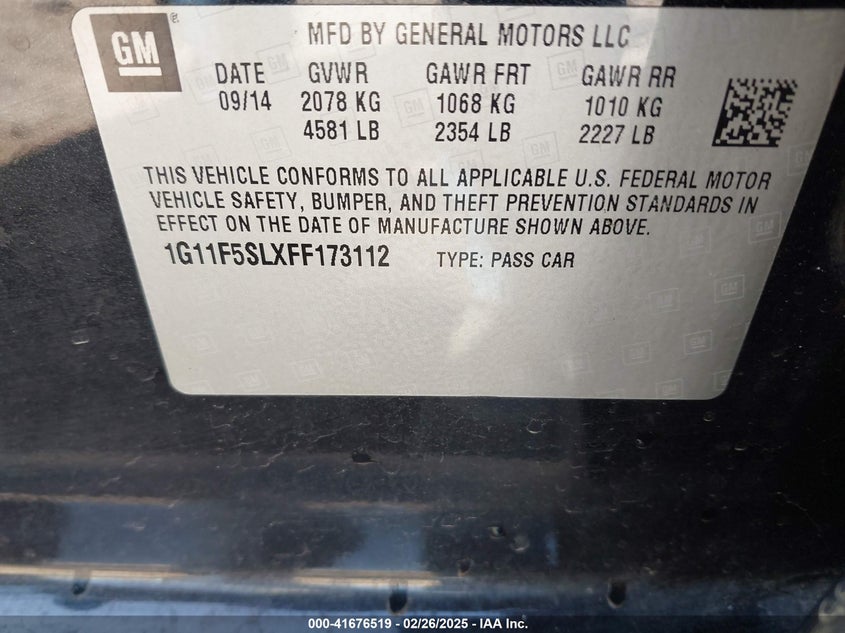 GM
MFD BY GENERAL MOTORS LLC
DATE GVWR GAWR FRT GAWR RR
09/14 2078 KG 1068 KG 1010 KG
4581 LB 2354 LB 2227 LB
THIS VEHICLE CONFORMS TO ALL APPLICABLE U.S. FEDERAL MOTOR
VEHICLE SAFETY, BUMPER, AND THEFT PREVENTION STANDARDS IN
EFFECT ON THE DATE OF MANUFACTURE SHOWN ABOVE.
1G11F5SLXFF173112 TYPE: PASS CAR
000-41676519 / 02/26/2025 - IAA Inc.